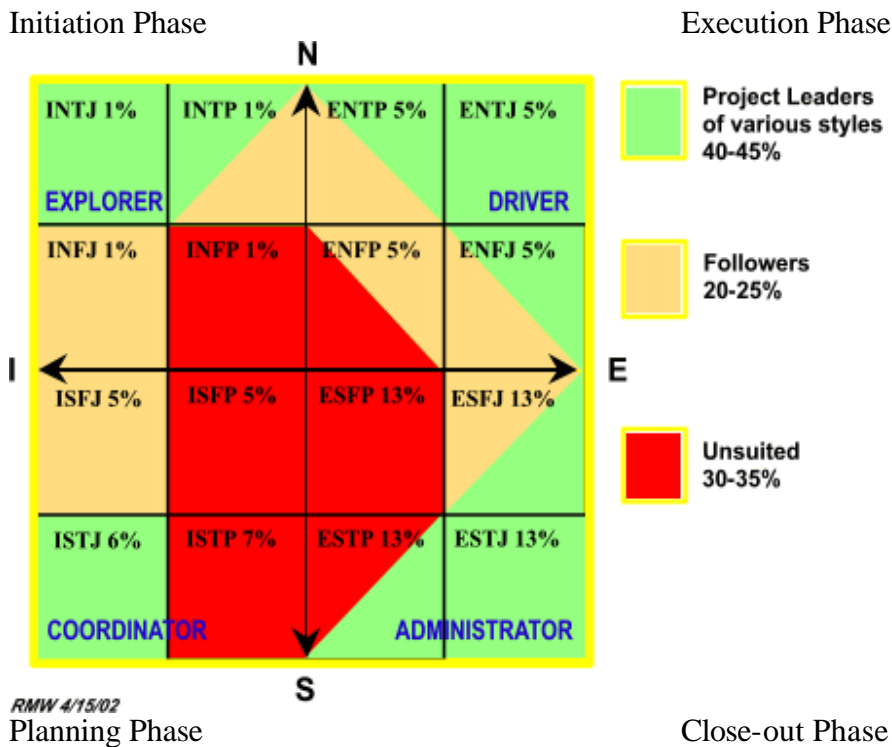 Initiation Phase
Execution Phase
N
INTJ 1%
INTP 1%
ENTP 5%
ENTJ 5%
EXPLORER
DRIVER
INFJ 1%
INFP 1%
ENFP 5%
ENFJ 5%
I
E
ISFJ 5%
ISFP 5%
ESFP 13%
ESFJ 13%
ISTJ 6%
ISTP 7%
ESTP 13%
ESTJ 13%
COORDINATOR
ADMINISTRATOR
S
Project Leaders
of various styles
40-45%
Followers
20-25%
Unsuited
30-35%
RMW 4/15/02
Planning Phase
Close-out Phase